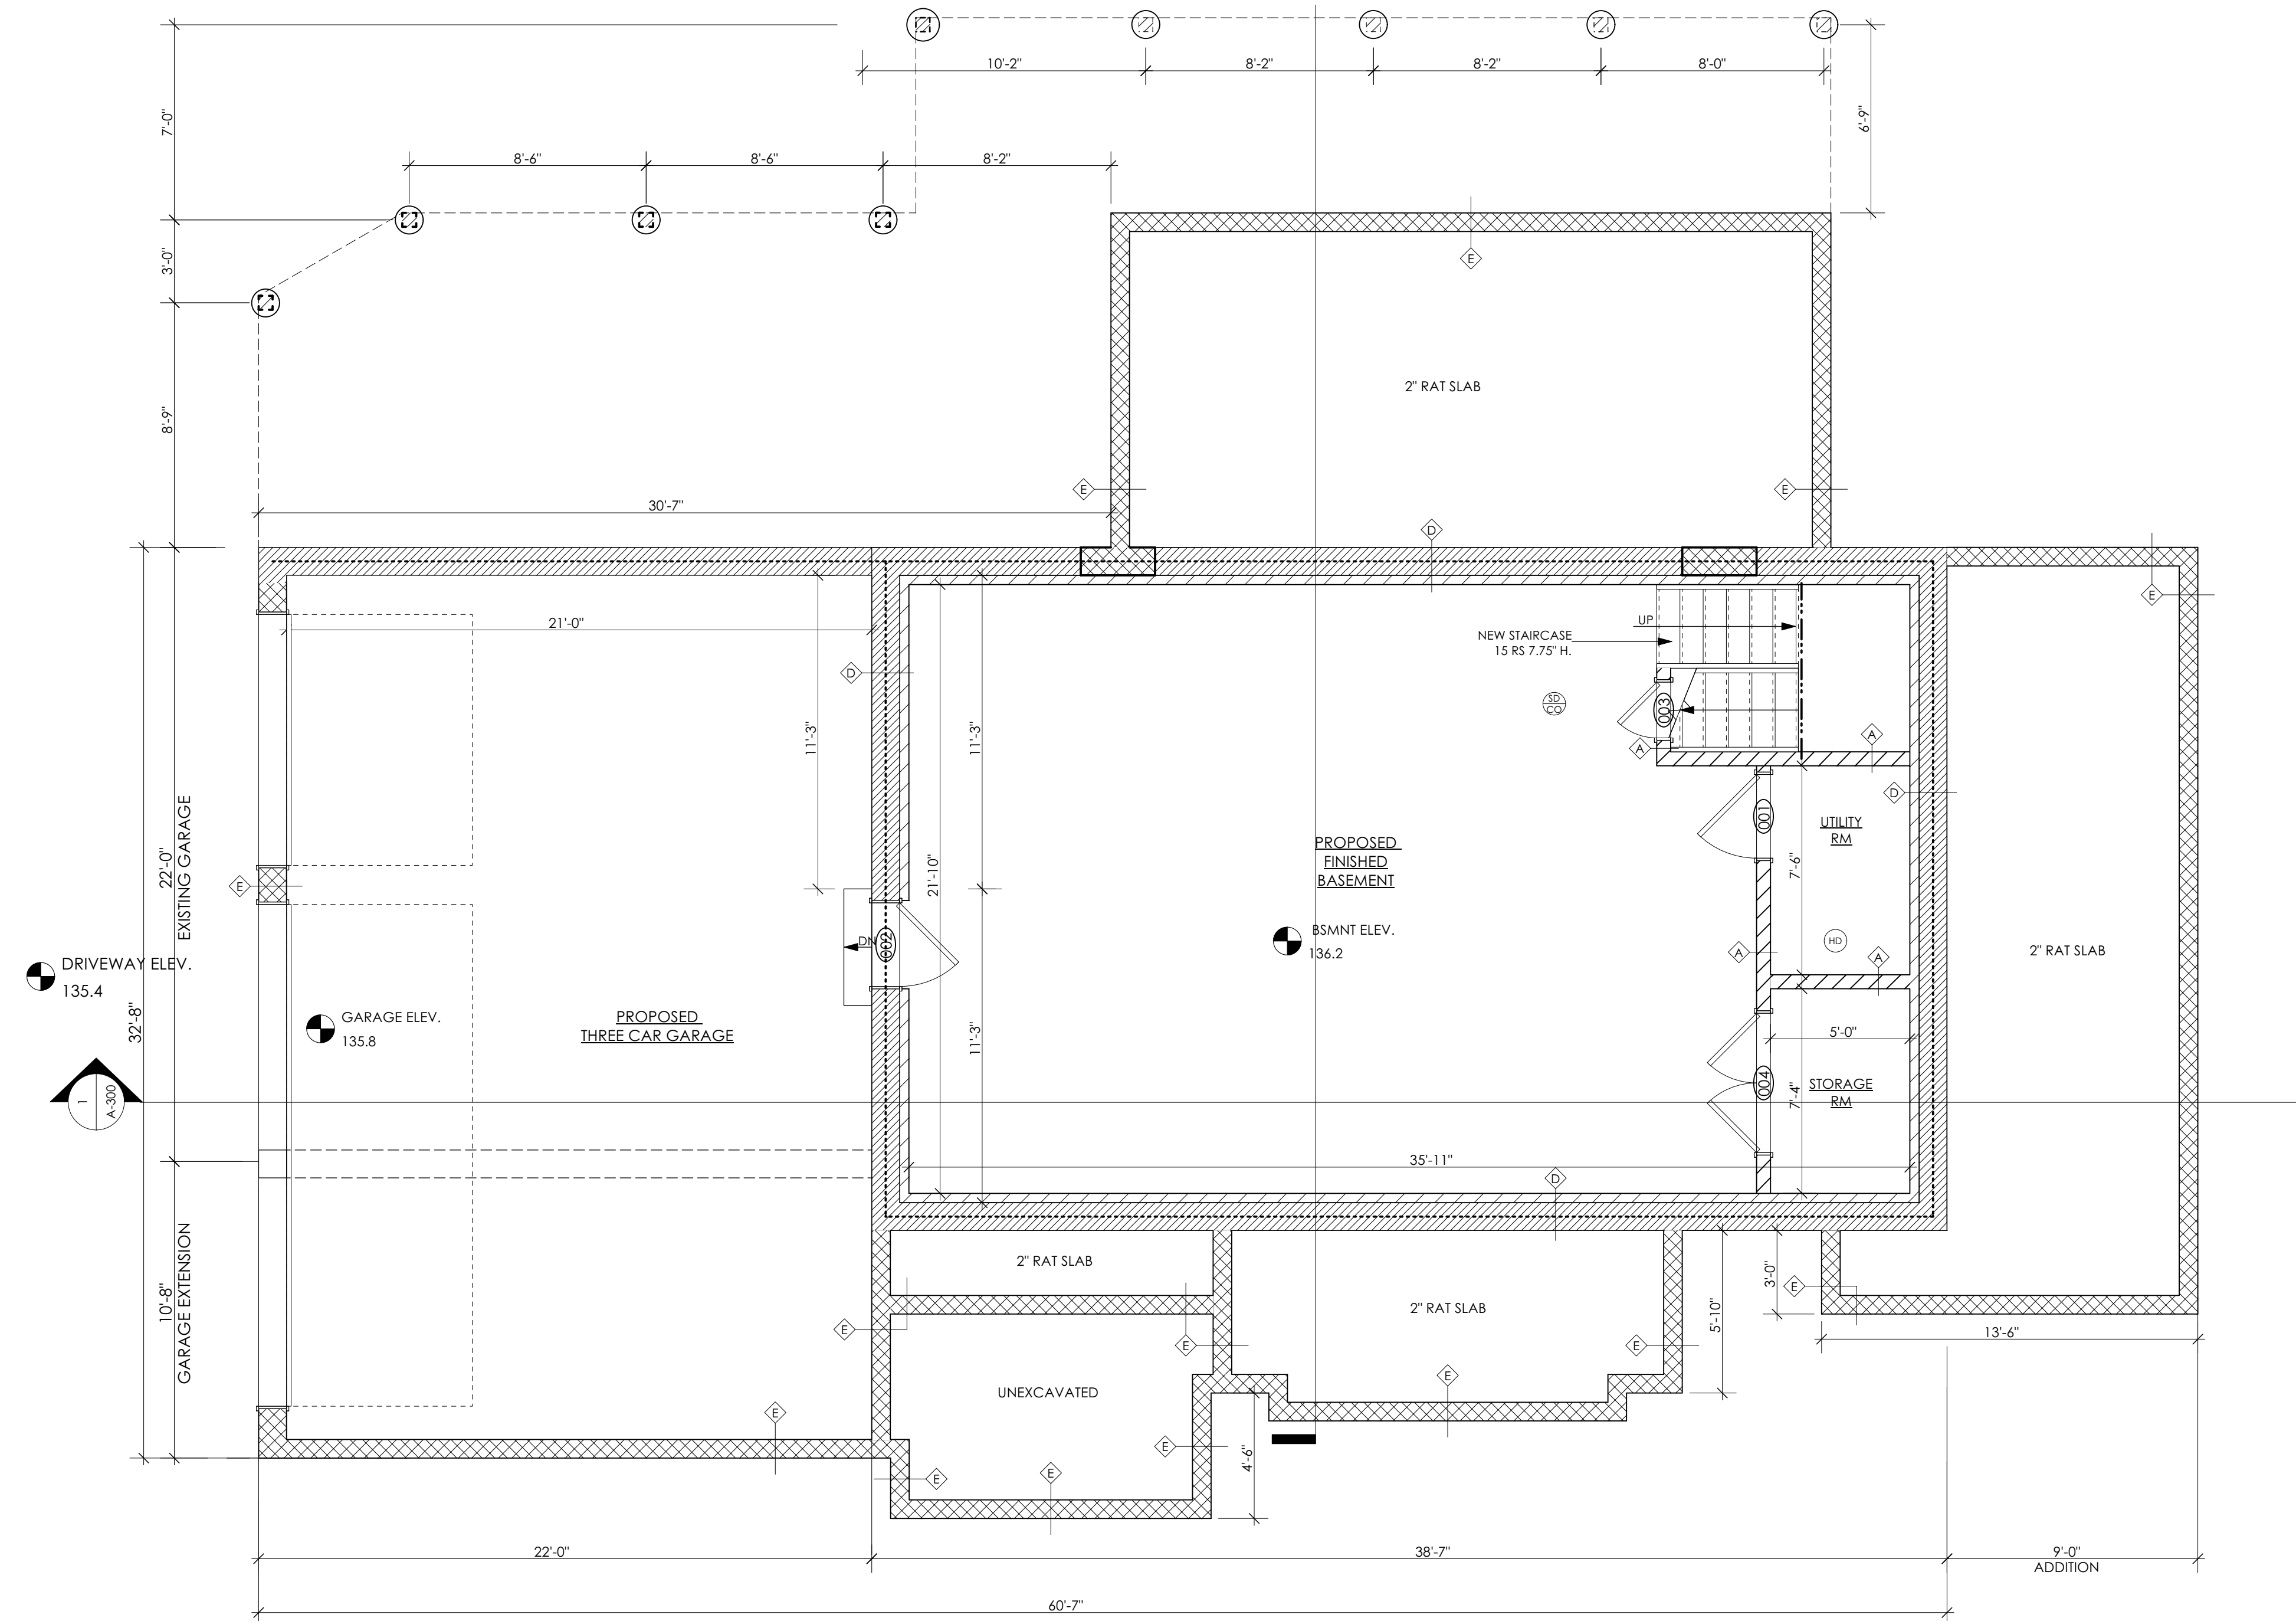 10'-2"
8'-2"
8'-2"
8'-0"
7'-0"
6'-9"
8'-6"
8'-6"
8'-2"
3'-0"
E
2" RAT SLAB
8'-9"
E
E
30'-7"
D
E
21'-0"
UP
NEW STAIRCASE
15 RS 7.75" H.
D
SD
CO
003
11'-3"
11'-3"
A
A
D
001
UTILITY
RM
PROPOSED
FINISHED
BASEMENT
7'-6"
22'-0"
EXISTING GARAGE
E
21'-10"
BSMNT ELEV.
136.2
DN
002
HD
A
A
2" RAT SLAB
DRIVEWAY ELEV.
135.4
32'-8"
GARAGE ELEV.
135.8
PROPOSED
THREE CAR GARAGE
11'-3"
5'-0"
004
7'-4"
STORAGE
RM
1
A-300
35'-11"
D
10'-8"
GARAGE EXTENSION
2" RAT SLAB
2" RAT SLAB
3'-0"
E
5'-10"
E
E
E
13'-6"
UNEXCAVATED
E
E
E
4'-6"
E
E
22'-0"
38'-7"
9'-0"
ADDITION
60'-7"